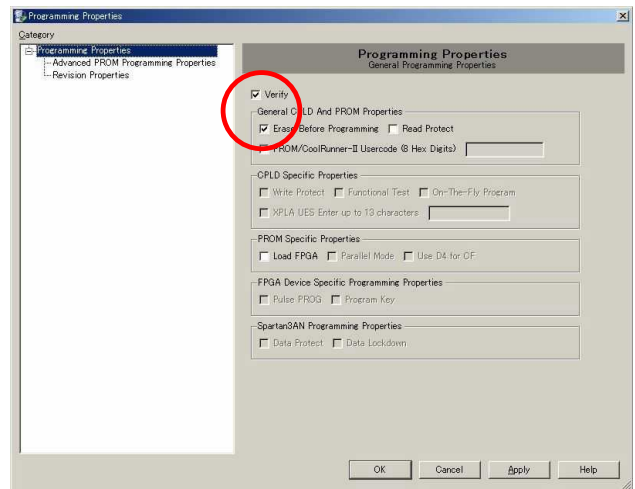 Programming Properties
Category
Programming Properties
Advanced PROM Programming Properties
Revision Properties
Programming Properties
General Programming Properties
Verify
General CPLD And PROM Properties
Erase Before Programming Read Protect
PROM/CoolRunner-II Usercode (8 Hex Digits)
CPLD Specific Properties
Write Protect Functional Test On-The-Fly Program
XPLA UES Enter up to 13 characters
PROM Specific Properties
Load FPGA Parallel Mode Use D4 for CF
FPGA Device Specific Programming Properties
Pulse PROG Program Key
Spartan3AN Programming Properties
Data Protect Data Lockdown
OK Cancel Apply Help